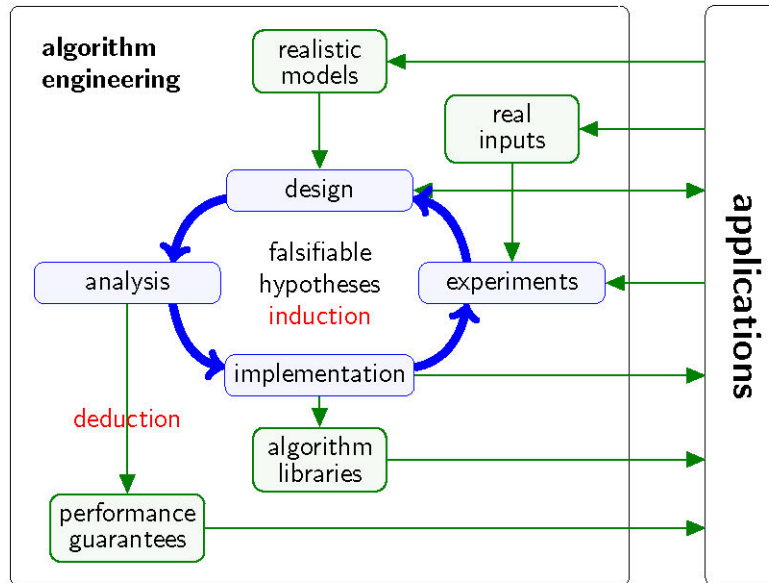 algorithm
engineering
realistic
models
real
inputs
design
falsifiable
hypotheses
induction
analysis
experiments
implementation
deduction
algorithm
libraries
performance
guarantees
applications